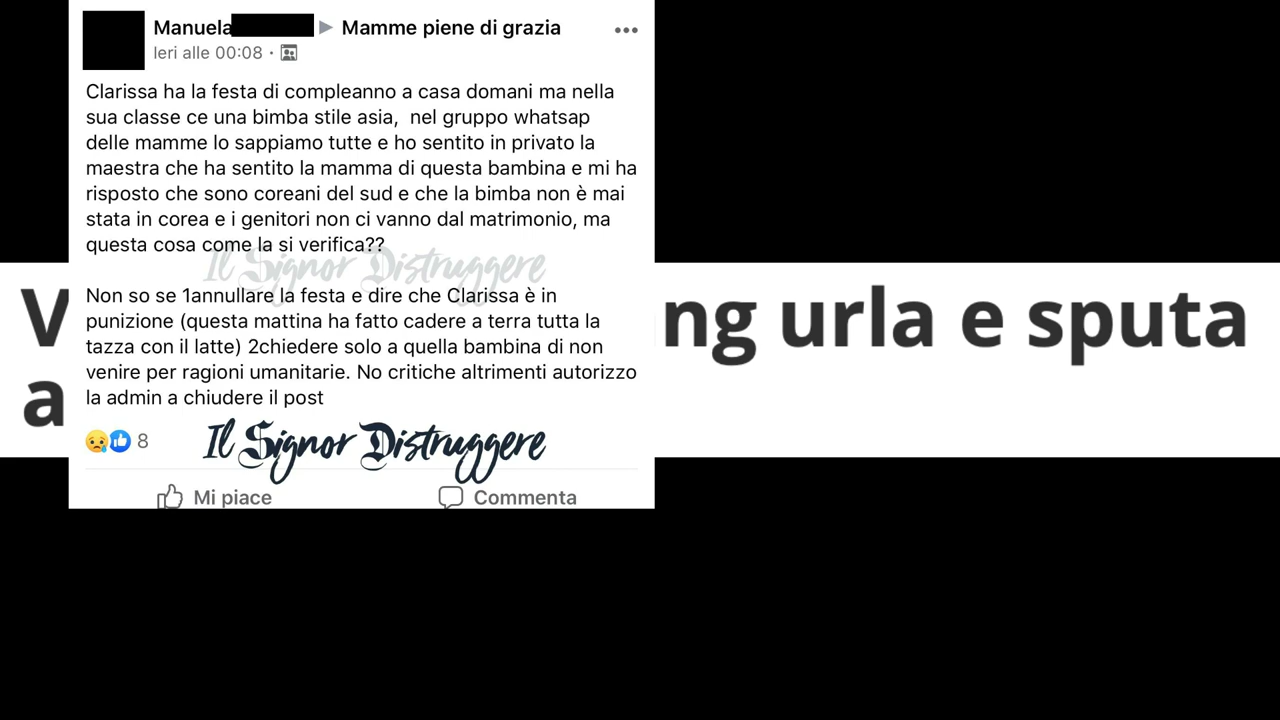 Manuela
Mamme piene di grazia
Ieri alle 00:08 ·
Clarissa ha la festa di compleanno a casa domani ma nella
sua classe ce una bimba stile asia, nel gruppo whatsap
delle mamme lo sappiamo tutte e ho sentito in privato la
maestra che ha sentito la mamma di questa bambina e mi ha
risposto che sono coreani del sud e che la bimba non è mai
stata in corea e i genitori non ci vanno dal matrimonio, ma
questa cosa come la si verifica??
Il Signor Distruggere
Non so se 1annullare la festa e dire che Clarissa è in
punizione (questa mattina ha fatto cadere a terra tutta la
tazza con il latte) 2chiedere solo a quella bambina di non
venire per ragioni umanitarie. No critiche altrimenti autorizzo
la admin a chiudere il post
8
Il Signor Distruggere
Mi piace
Commenta
urla e sputa